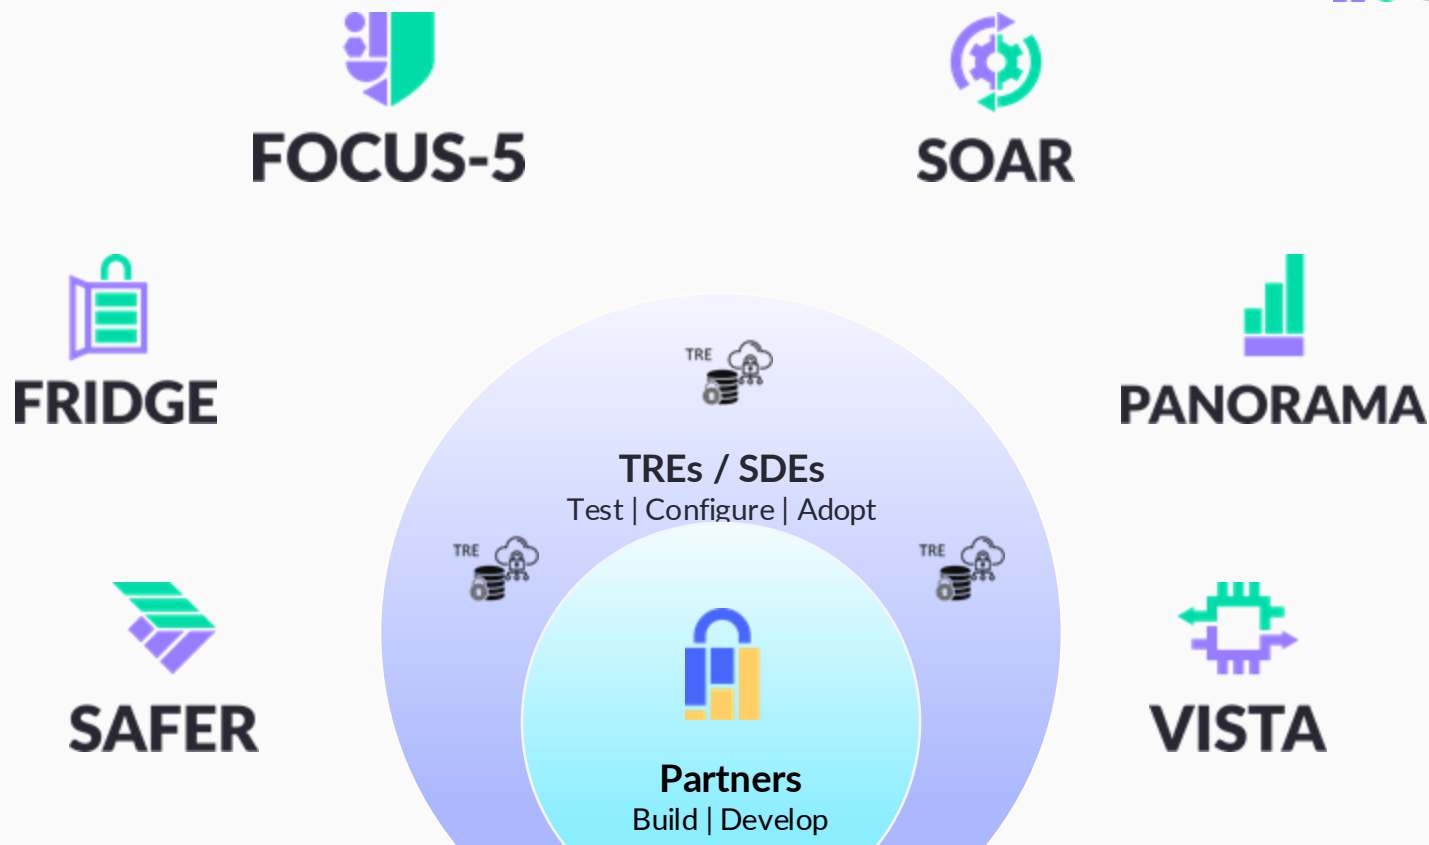 FOCUS-5
SOAR
FRIDGE
PANORAMA
TRE
TREs / SDEs
Test | Configure | Adopt
TRE
TRE
SAFER
VISTA
Partners
Build | Develop